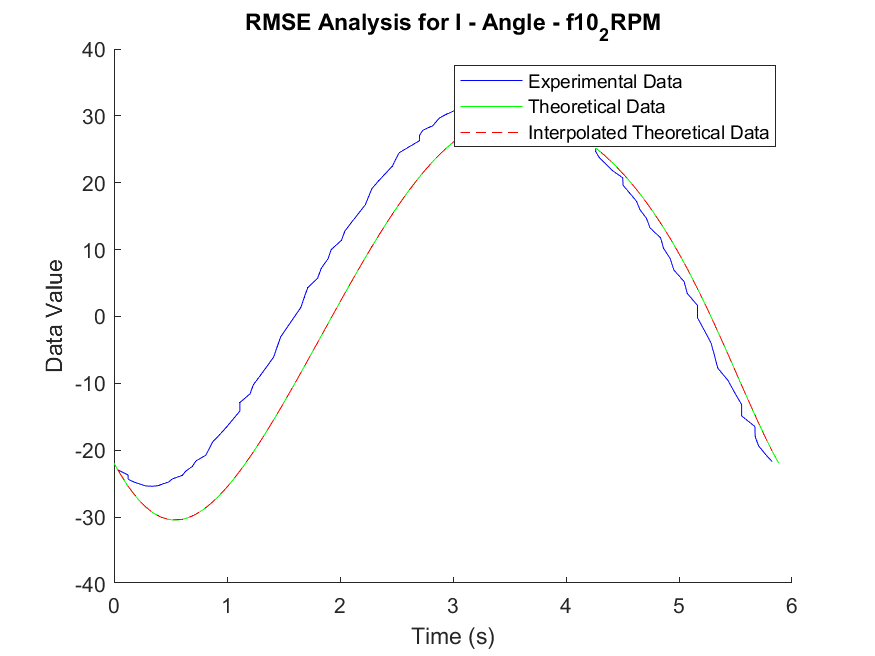 RMSE Analysis for I - Angle - f10₂RPM
40
30
20
10
0
-10
-20
-30
-40
Data Value
Experimental Data
Theoretical Data
Interpolated Theoretical Data
0 1 2 3 4 5 6
Time (s)